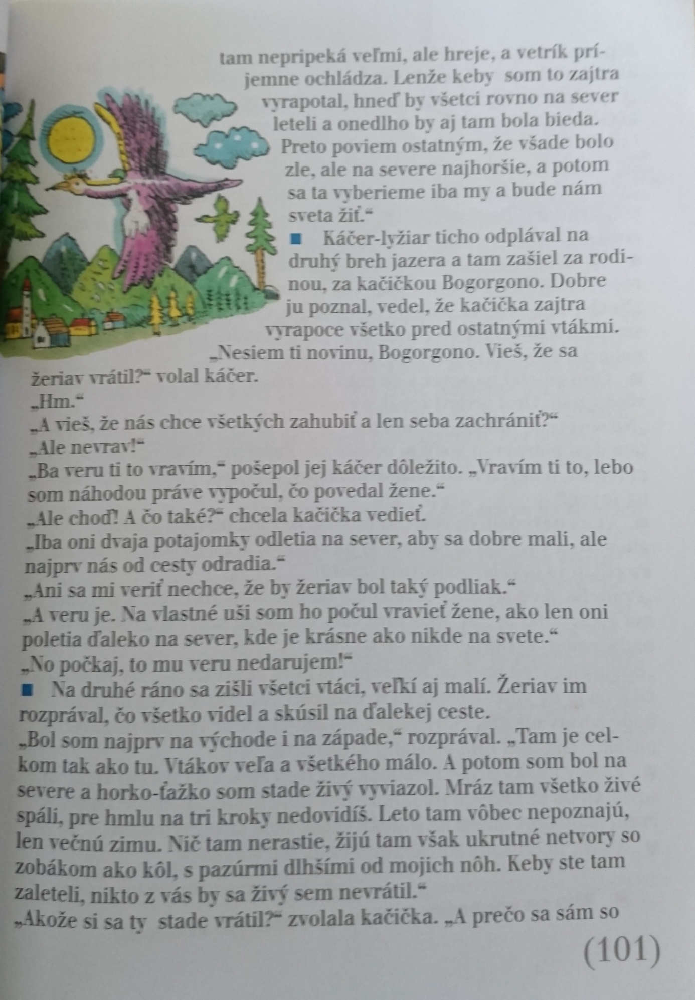 tam nepripeká veľmi, ale hreje, a vetrík prí-
jemne ochládza. Lenže keby som to zajtra
vyrapotal, hneď by všetci rovno na sever
leteli a onedlho by aj tam bola bieda.
Preto poviem ostatným, že všade bolo
zle, ale na severe najhoršie, a potom
sa ta vyberieme iba my a bude nám
sveta žiť.“
■ Káčer-lyžiar ticho odplával na
druhý breh jazera a tam zašiel za rodi-
nou, za kačičkou Bogorgono. Dobre
ju poznal, vedel, že kačička zajtra
vyrapoce všetko pred ostatnými vtákmi.
„Nesiem ti novinu, Bogorgono. Vieš, že sa
žeriav vrátil?“ volal káčer.
„Hm.“
„A vieš, že nás chce všetkých zahubiť a len seba zachrániť?“
„Ale nevrav!“
„Ba veru ti to vravím,“ pošepol jej káčer dôležito. „Vravím ti to, lebo
som náhodou práve vypočul, čo povedal žene.“
„Ale choď! A čo také?“ chcela kačička vedieť.
„Iba oni dvaja potajomky odletia na sever, aby sa dobre mali, ale
najprv nás od cesty odradia.“
„Ani sa mi veriť nechce, že by žeriav bol taký podliak.“
„A veru je. Na vlastné uši som ho počul vravieť žene, ako len oni
poletia ďaleko na sever, kde je krásne ako nikde na svete.“
„No počkaj, to mu veru nedarujem!“
■ Na druhé ráno sa zišli všetci vtáci, veľkí aj malí. Žeriav im
rozprával, čo všetko videl a skúsil na ďalekej ceste.
„Bol som najprv na východe i na západe,“ rozprával. „Tam je cel-
kom tak ako tu. Vtákov veľa a všetkého málo. A potom som bol na
severe a horko-ťažko som stade živý vyviazol. Mráz tam všetko živé
spáli, pre hmlu na tri kroky nedovidíš. Leto tam vôbec nepoznajú,
len večnú zimu. Nič tam nerastie, žijú tam však ukrutné netvory so
zobákom ako kôl, s pazúrmi dlhšími od mojich nôh. Keby ste tam
zaleteli, nikto z vás by sa živý sem nevrátil.“
„Akože si sa ty stade vrátil?“ zvolala kačička. „A prečo sa sám so
(101)